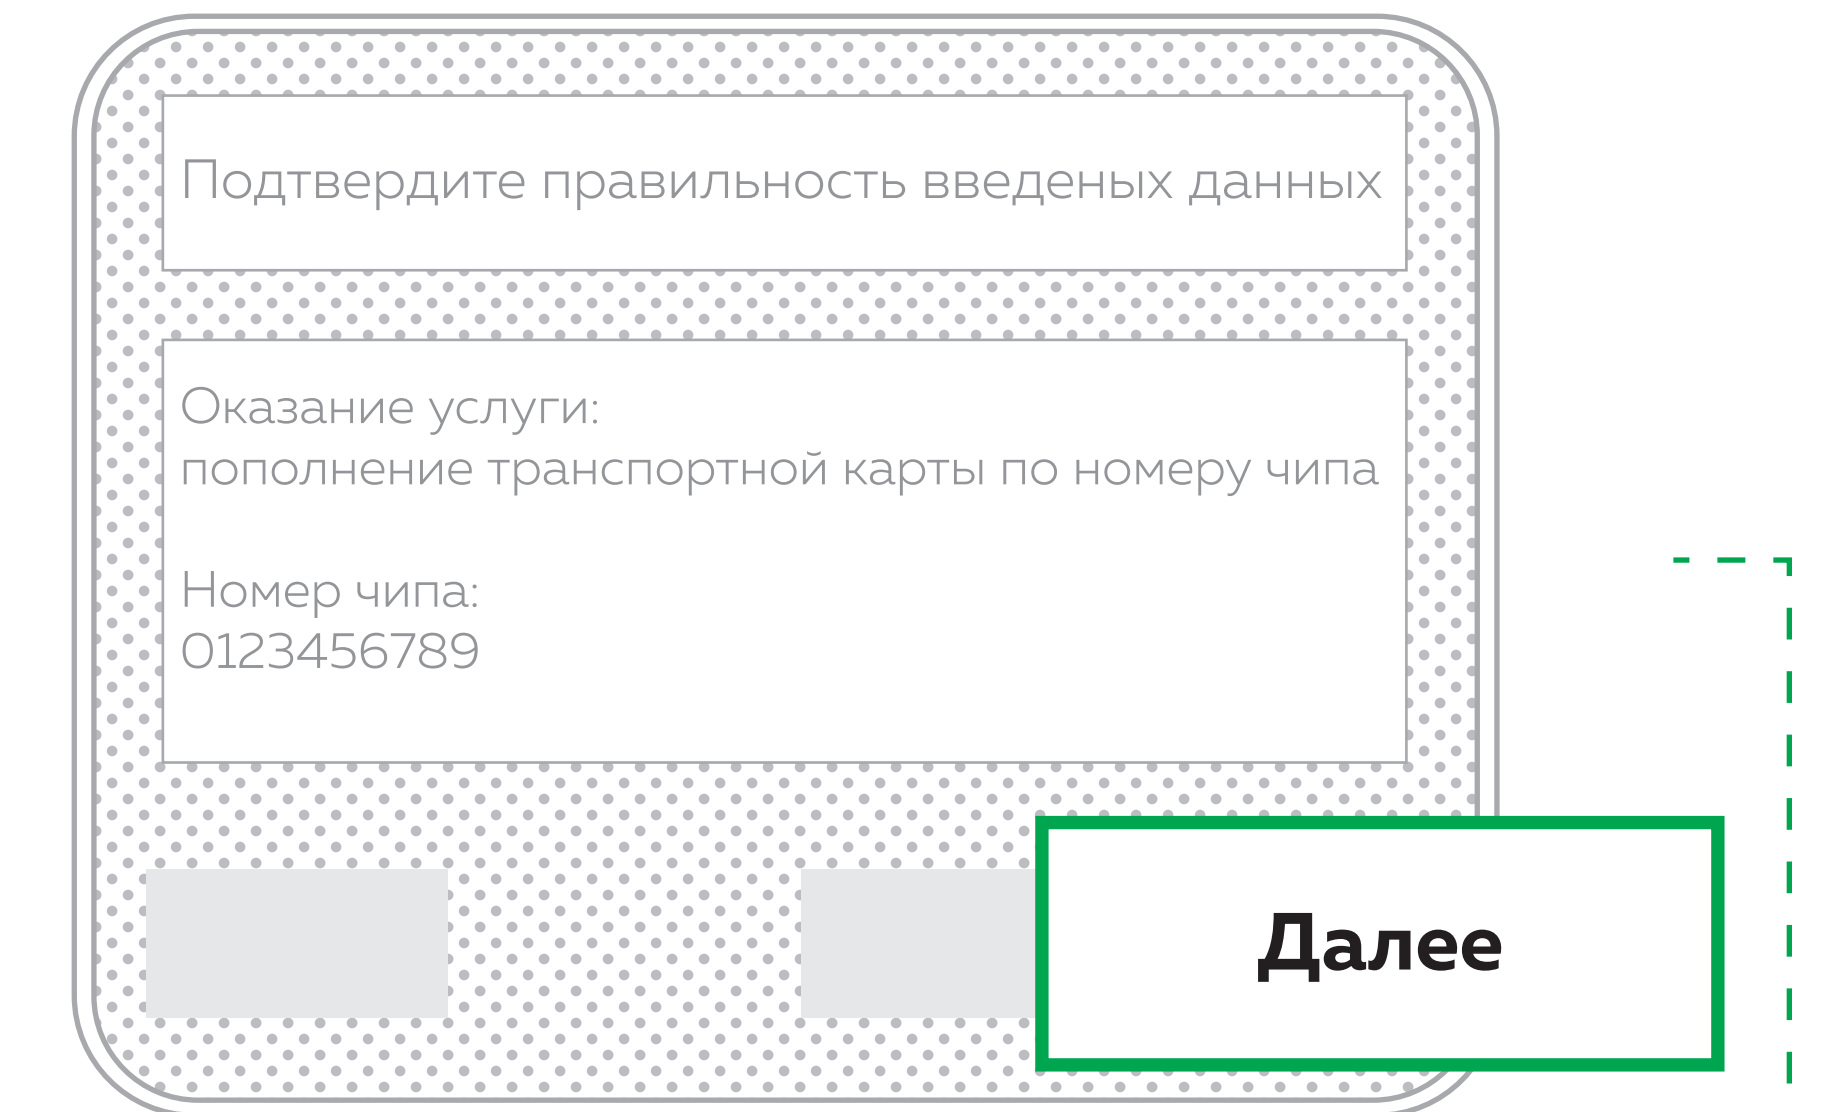 Подтвердите правильность введеных данных
Оказание услуги:
пополнение транспортной карты по номеру чипа
Номер чипа:
0123456789
Далее